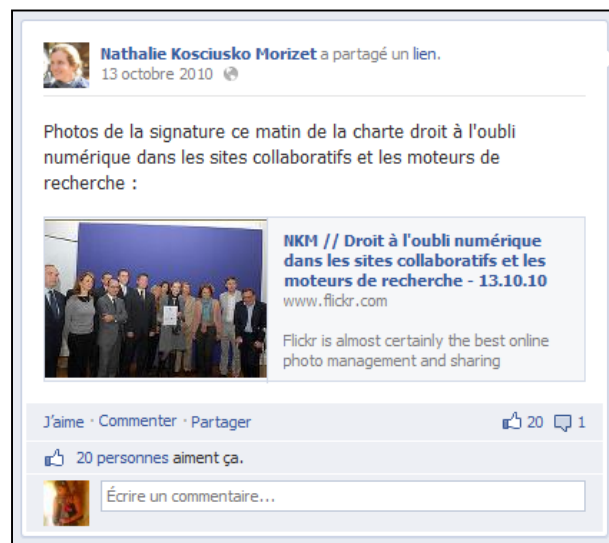 Nathalie Kosciusko Morizet a partagé un lien.
13 octobre 2010
Photos de la signature ce matin de la charte droit à l'oubli
numérique dans les sites collaboratifs et les moteurs de
recherche :
NKM // Droit à l'oubli numérique
dans les sites collaboratifs et les
moteurs de recherche - 13.10.10
www.flickr.com
Flickr is almost certainly the best online
photo management and sharing
J'aime · Commenter · Partager 20 1
20 personnes aiment ça.
Écrire un commentaire...